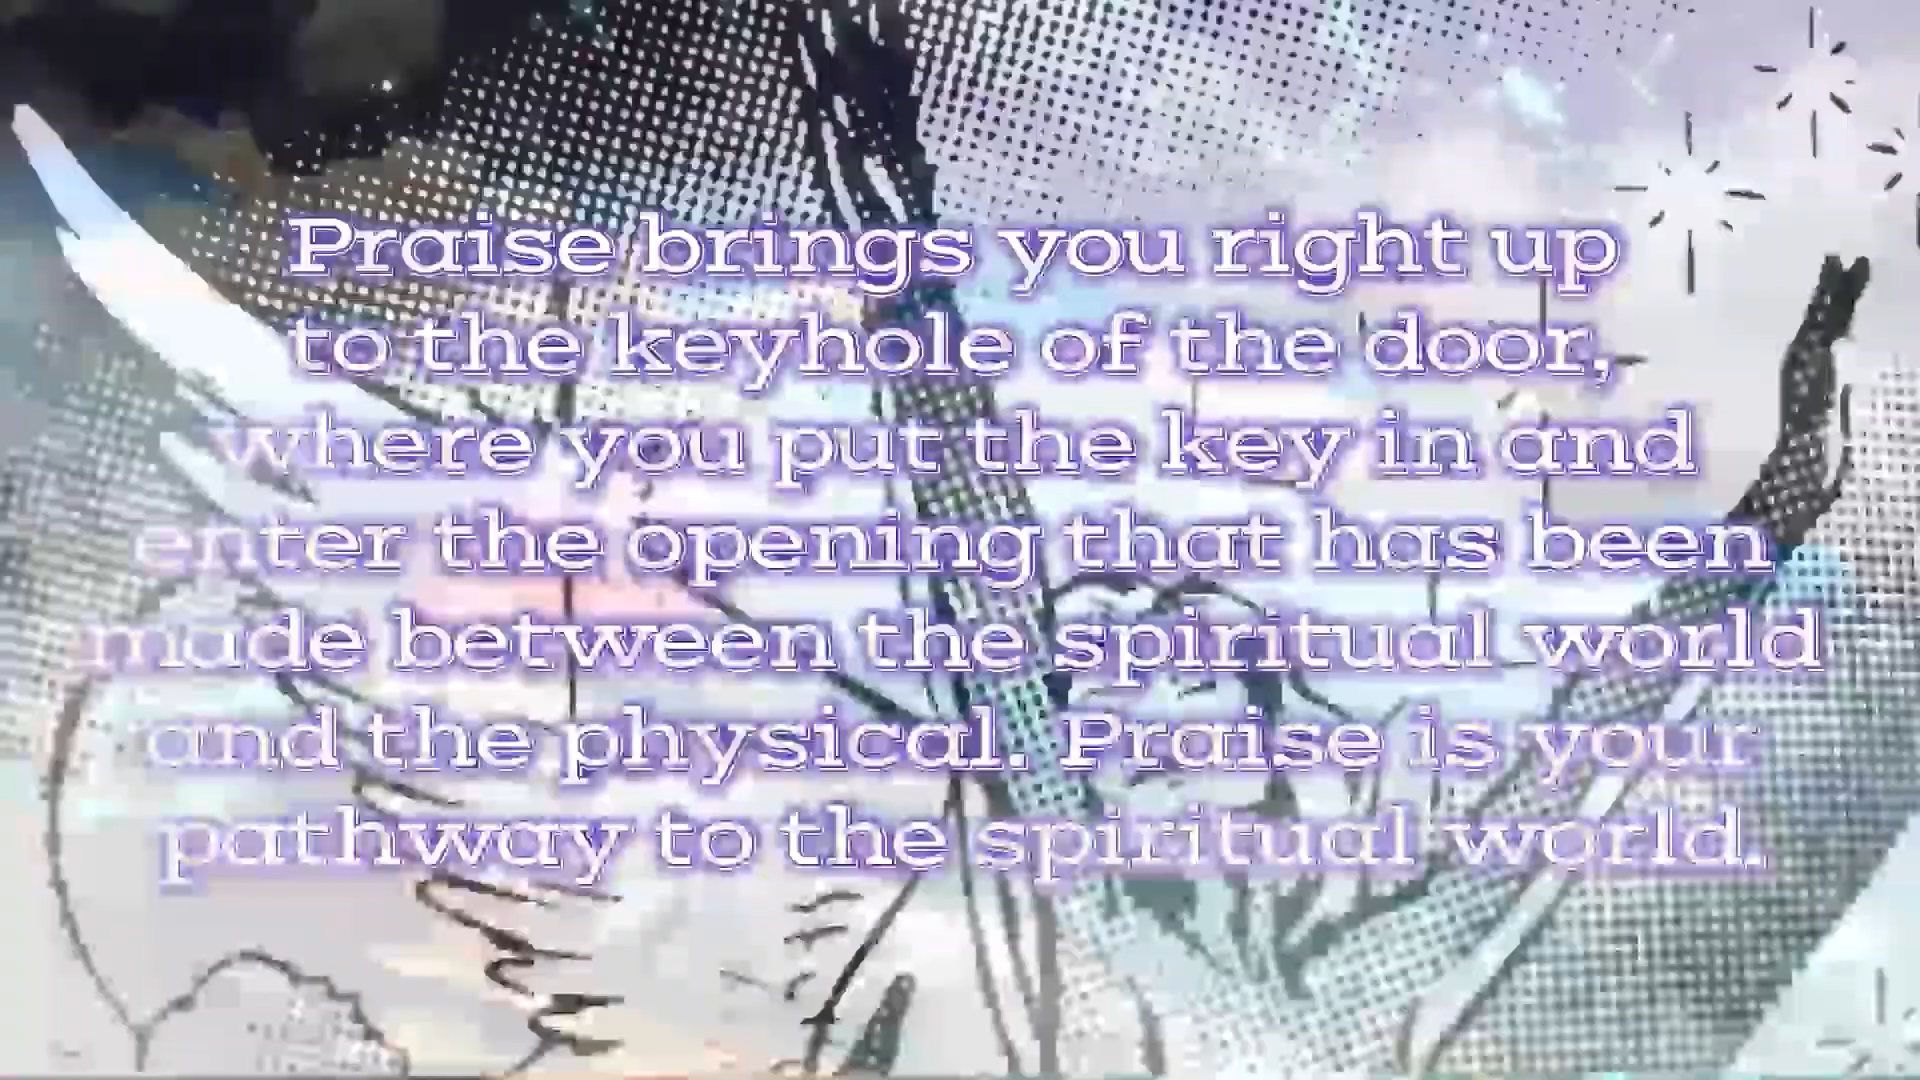 Praise brings you right up
to the keyhole of the door,
where you put the key in and
enter the opening that has been
made between the spiritual world
and the physical. Praise is your
pathway to the spiritual world.